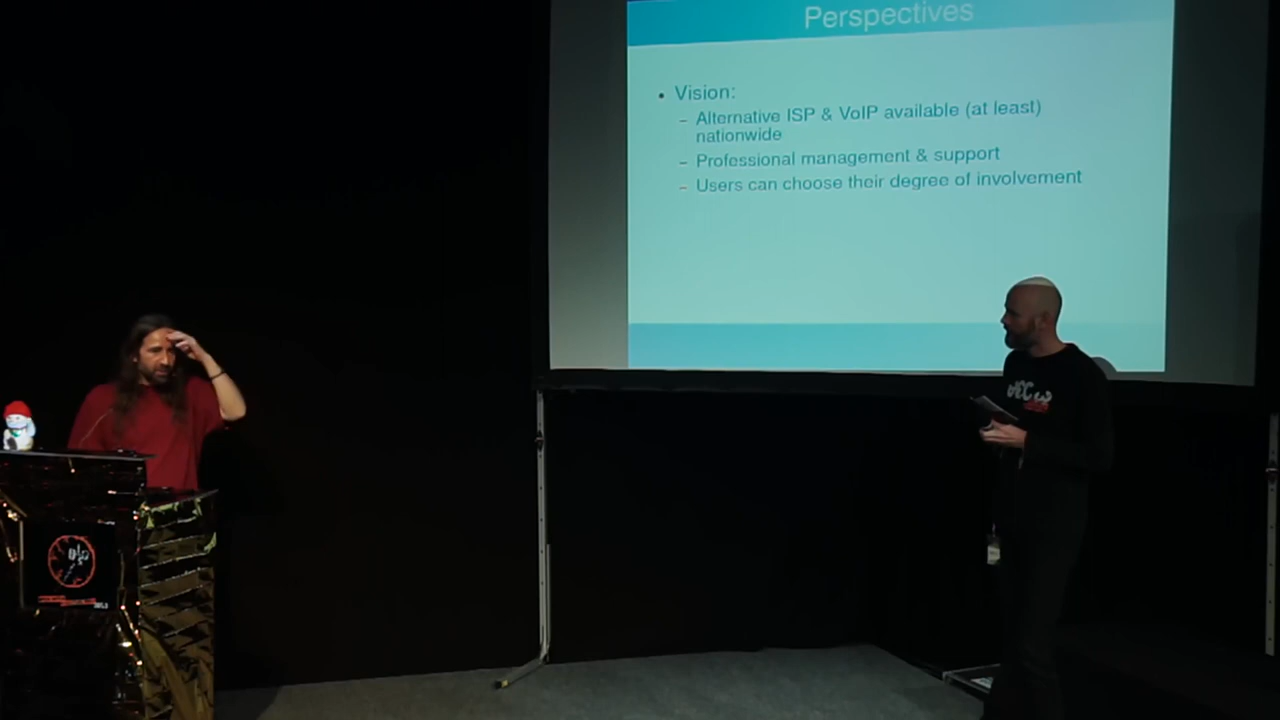 Perspectives
• Vision:
– Alternative ISP & VoIP available (at least)
nationwide
– Professional management & support
– Users can choose their degree of involvement